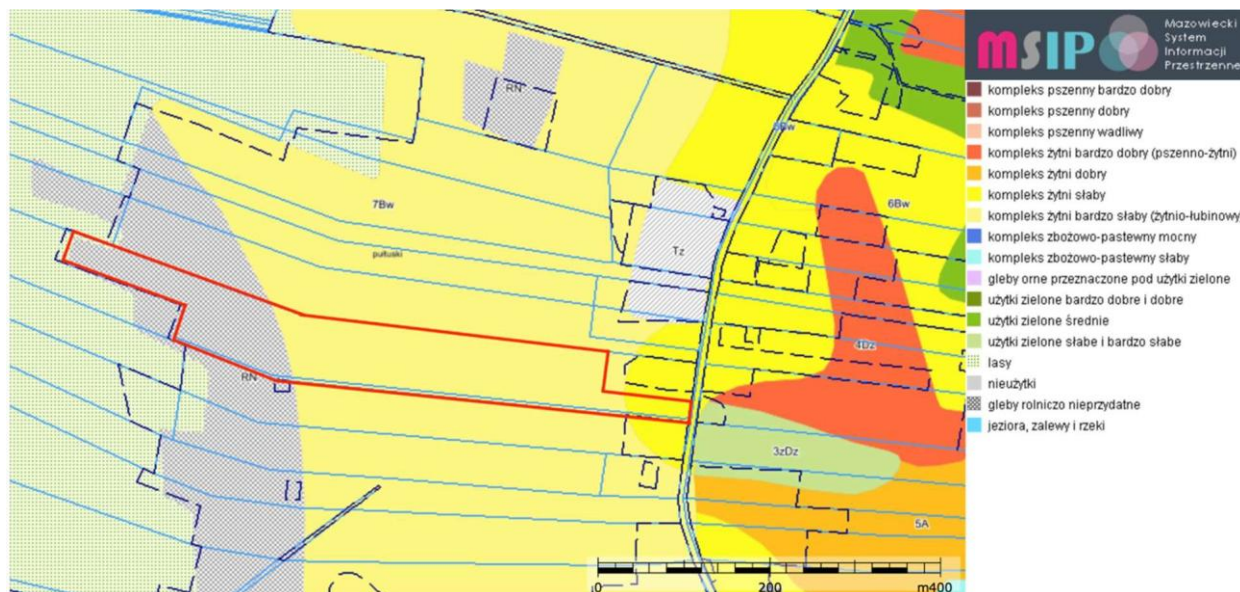 MSIP
Mazowiecki
System
Informacji
Przestrzenne
kompleks pszenny bardzo dobry
kompleks pszenny dobry
kompleks pszenny wadliwy
kompleks żytni bardzo dobry (pszenno-żytni)
kompleks żytni dobry
kompleks żytni słaby
kompleks żytni bardzo słaby (żytnio-łubinowy
kompleks zbożowo-pastewny mocny
kompleks zbożowo-pastewny słaby
gleby orne przeznaczone pod użytki zielone
użytki zielone bardzo dobre i dobre
użytki zielone średnie
użytki zielone słabe i bardzo słabe
lasy
nieużytki
gleby rolniczo nieprzydatne
jeziora, zalewy i rzeki
RN
7Bw
6Bw
pułtuski
Tz
4Dz
RN
3zDz
5A
0 200 m400